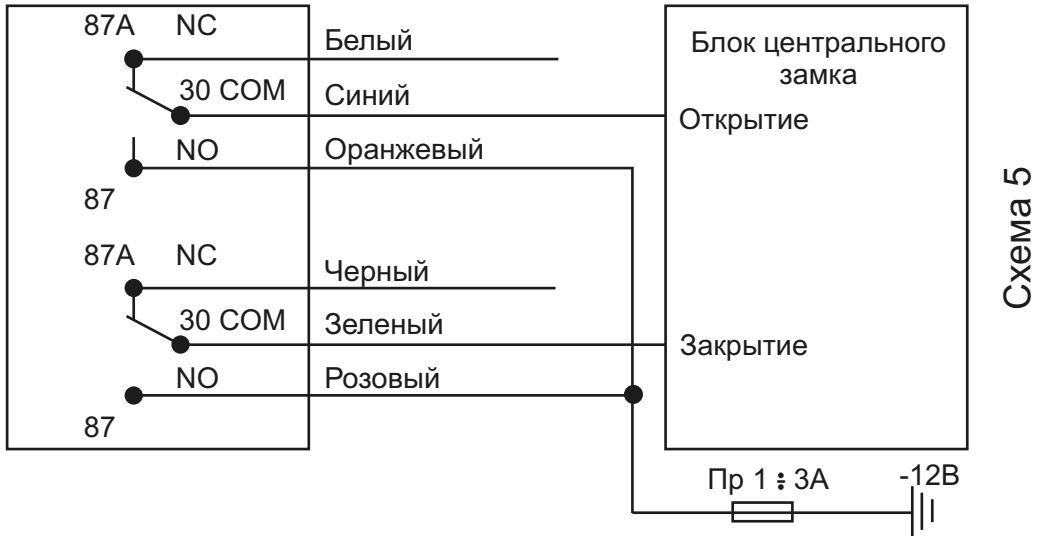 87A NC
Белый
30 COM
Синий
NO
Оранжевый
87
87A NC
Черный
30 COM
Зеленый
NO
Розовый
87
Блок центрального
замка
Открытие
Закрытие
Пр 1 ÷ 3А
-12В
Схема 5